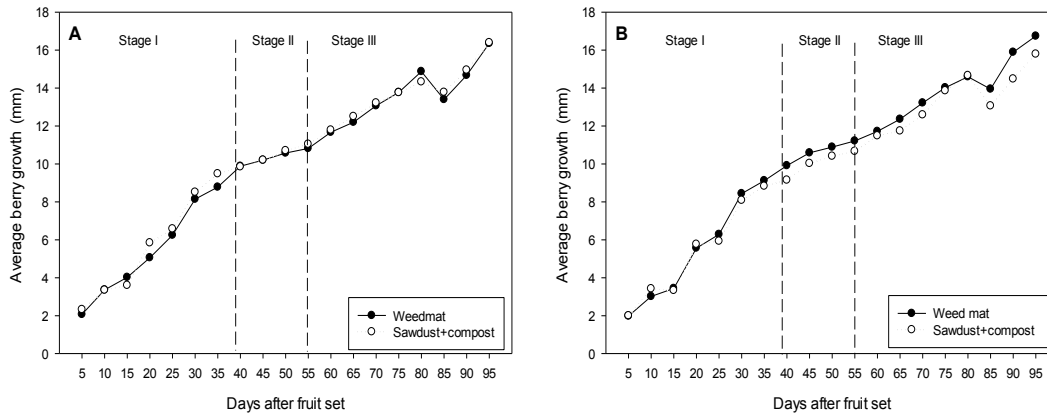 A
Stage I Stage II Stage III
Average berry growth (mm)
18
16
14
12
10
8
6
4
2
0
Weedmat
Sawdust+compost
5 10 15 20 25 30 35 40 45 50 55 60 65 70 75 80 85 90 95
Days after fruit set
B
Stage I Stage II Stage III
Average berry growth (mm)
18
16
14
12
10
8
6
4
2
0
Weed mat
Sawdust+compost
5 10 15 20 25 30 35 40 45 50 55 60 65 70 75 80 85 90 95
Days after fruit set